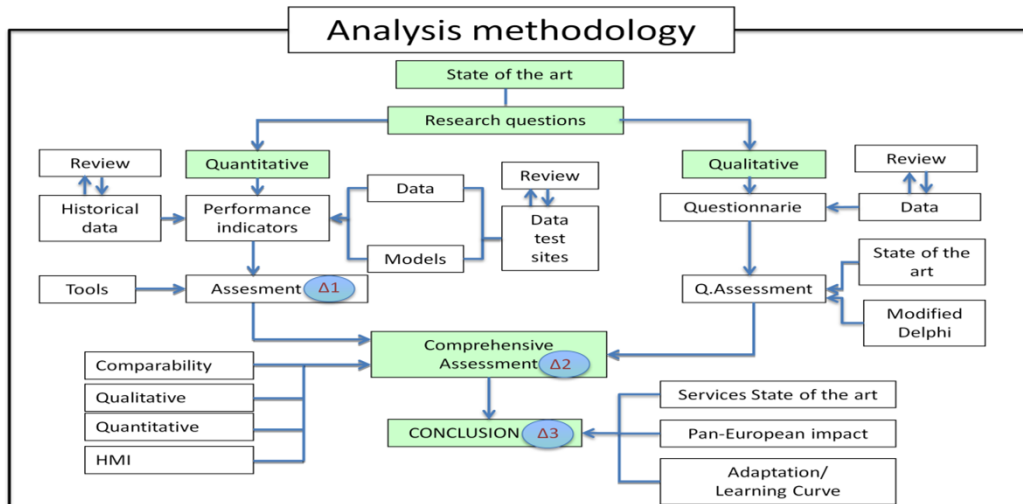 Analysis methodology
State of the art
Research questions
Review
Quantitative
Qualitative
Review
Data
Review
Historical
data
Performance
indicators
Questionnarie
Data
Data
test
sites
Models
State of the
art
Tools
Assesment Δ1
Q.Assessment
Modified
Delphi
Comprehensive
Assessment Δ2
Comparability
Qualitative
Quantitative
HMI
CONCLUSION Δ3
Services State of the art
Pan-European impact
Adaptation/
Learning Curve